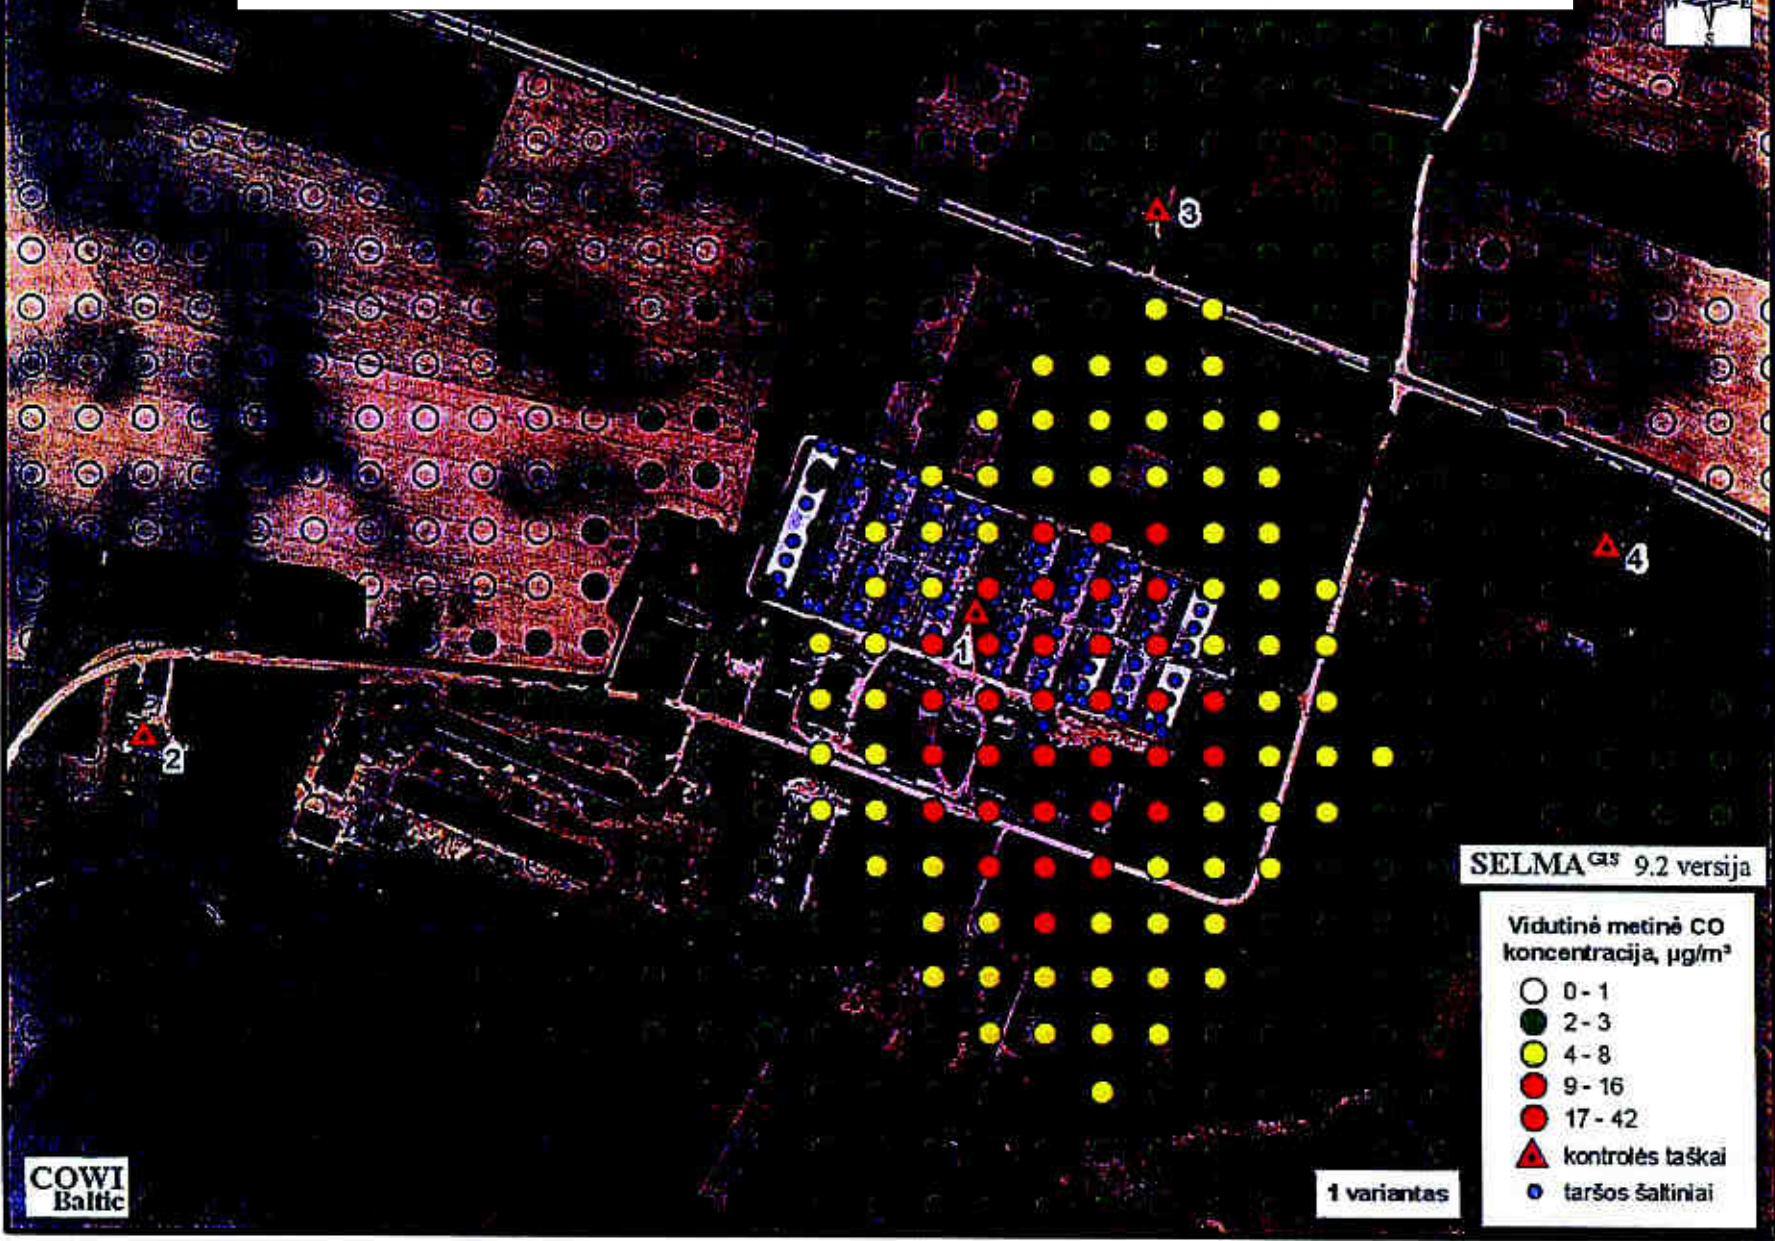 E
S
3
4
1
2
SELMA GIS 9.2 versija
Vidutinė metinė CO
koncentracija, µg/m³
0 - 1
2 - 3
4 - 8
9 - 16
17 - 42
kontrolės taškai
taršos šaltiniai
1 variantas
COWI
Baltic